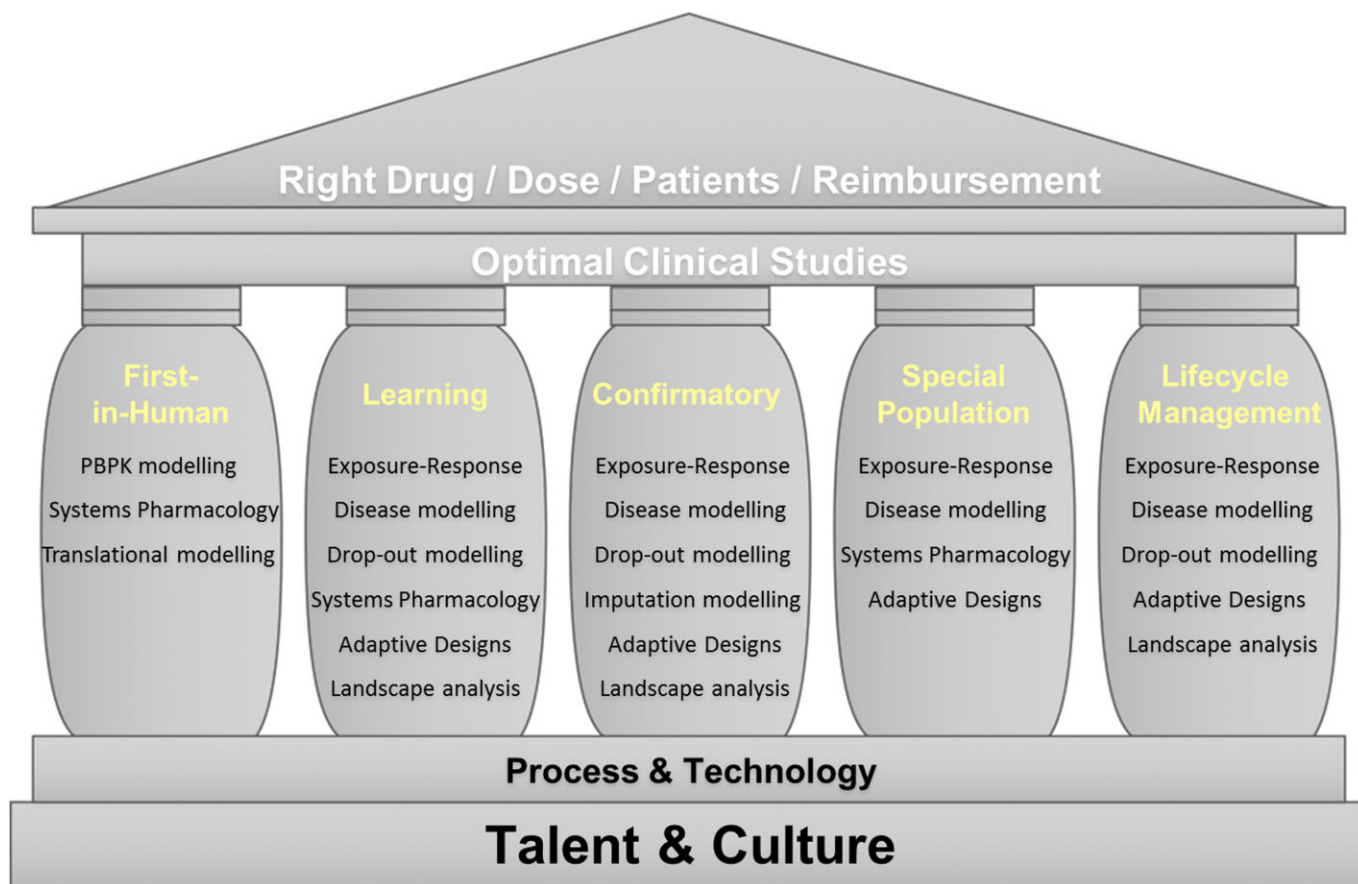 Right Drug / Dose / Patients / Reimbursement
Optimal Clinical Studies
First-
in-Human
PBPK modelling
Systems Pharmacology
Translational modelling
Learning
Exposure-Response
Disease modelling
Drop-out modelling
Systems Pharmacology
Adaptive Designs
Landscape analysis
Confirmatory
Exposure-Response
Disease modelling
Drop-out modelling
Imputation modelling
Adaptive Designs
Landscape analysis
Special
Population
Exposure-Response
Disease modelling
Systems Pharmacology
Adaptive Designs
Lifecycle
Management
Exposure-Response
Disease modelling
Drop-out modelling
Adaptive Designs
Landscape analysis
Process & Technology
Talent & Culture